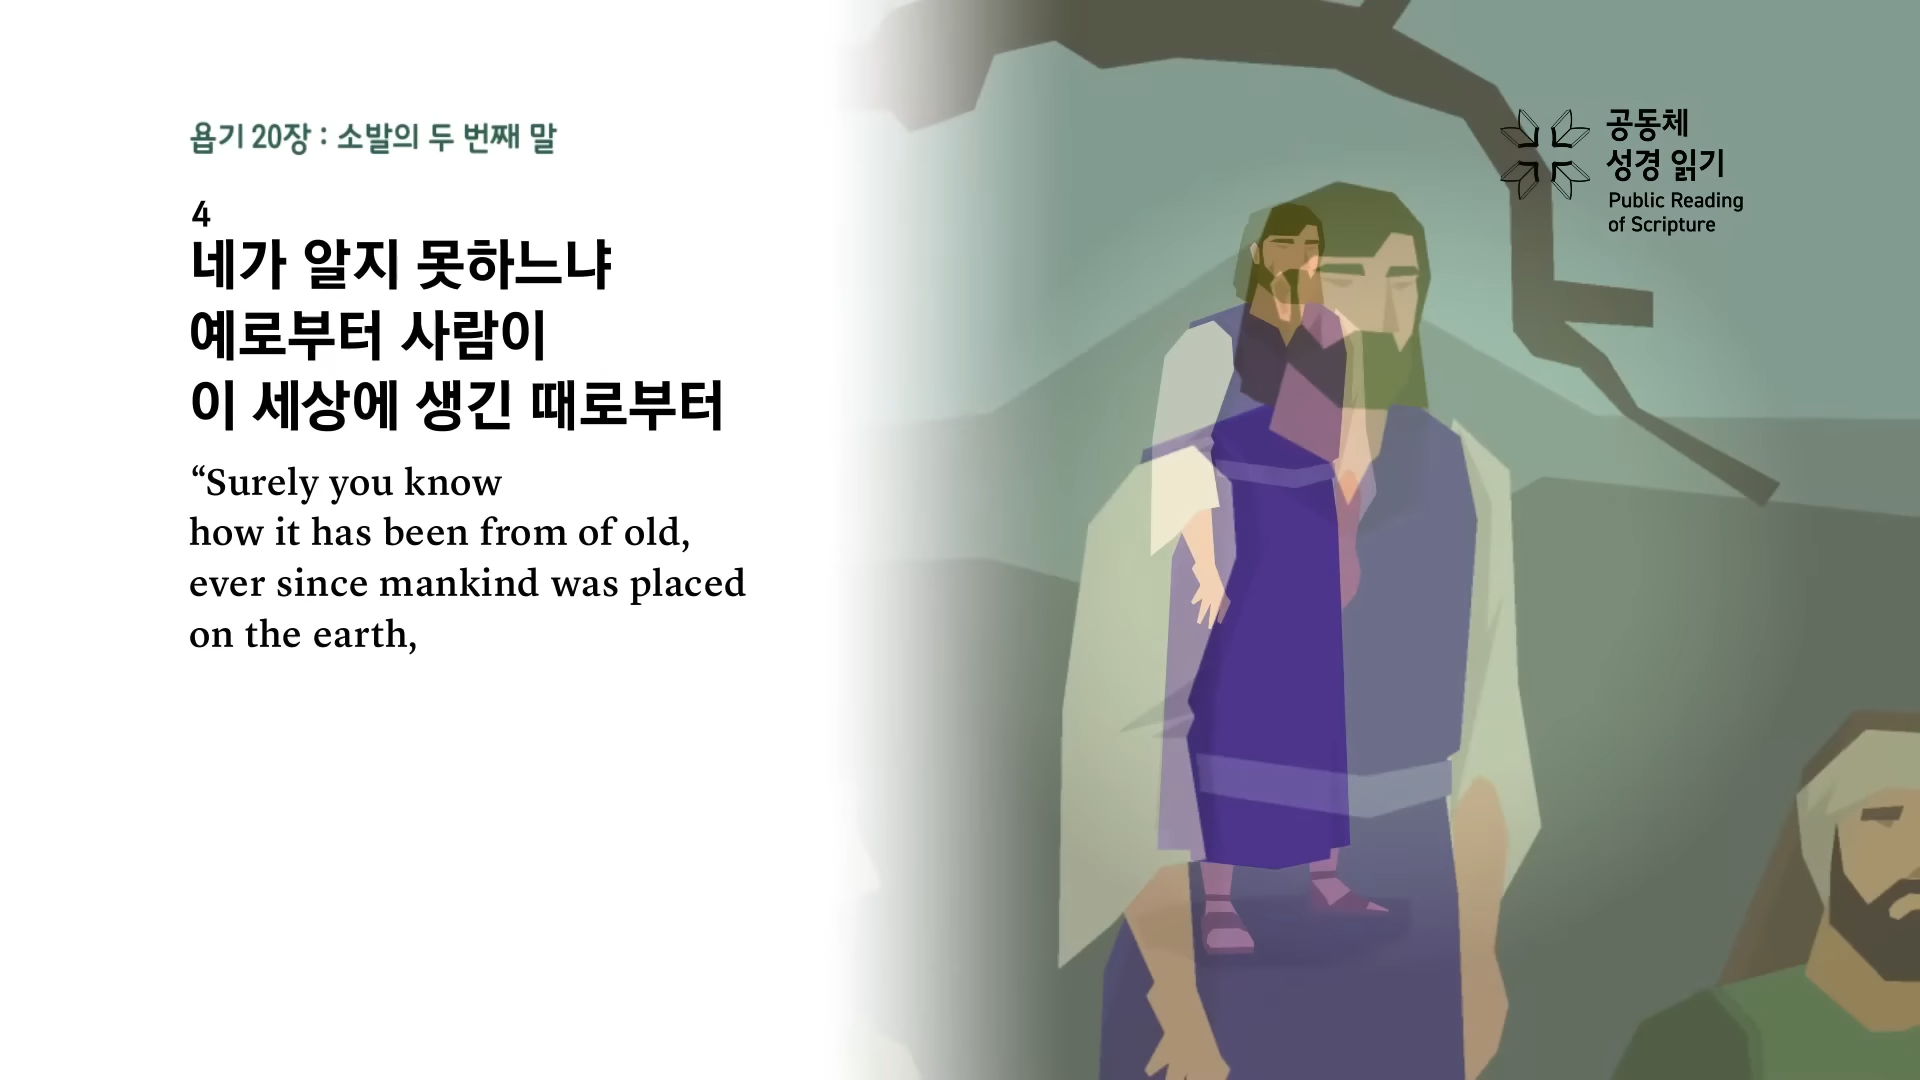 욥기 20장 : 소발의 두 번째 말
4
네가 알지 못하느냐
예로부터 사람이
이 세상에 생긴 때로부터
“Surely you know
how it has been from of old,
ever since mankind was placed
on the earth,
공동체
성경 읽기
Public Reading
of Scripture